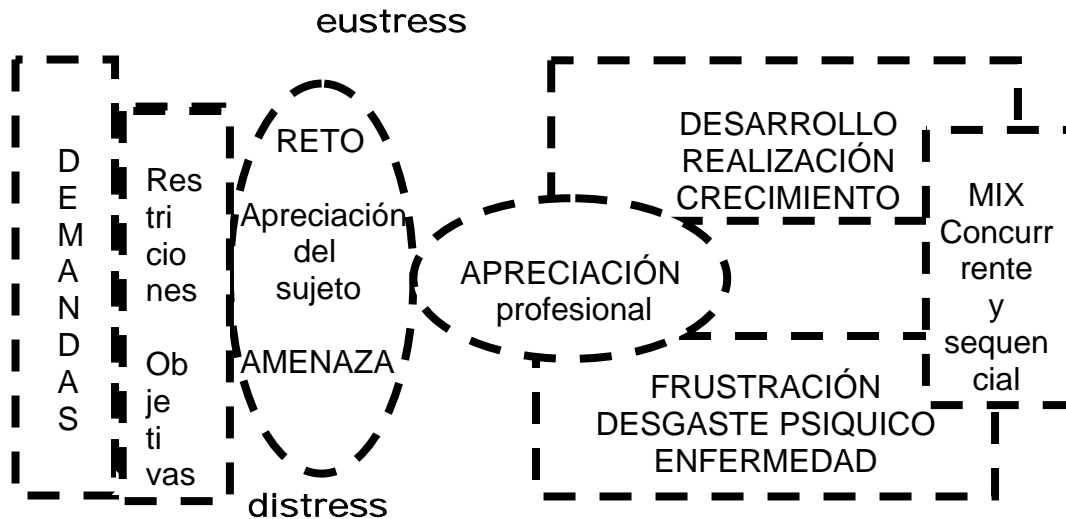 eustress
D
E
M
A
N
D
A
S
Res
tri
cio
nes
Ob
je
ti
vas
RETO
Apreciación
del
sujeto
AMENAZA
distress
APRECIACIÓN
profesional
DESARROLLO
REALIZACIÓN
CRECIMIENTO
FRUSTRACIÓN
DESGASTE PSIQUICO
ENFERMEDAD
MIX
Concurr
rente
y
sequen
cial